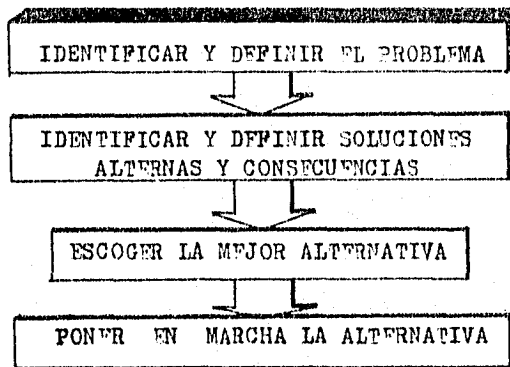 IDENTIFICAR Y DEFINIR EL PROBLEMA
IDENTIFICAR Y DEFINIR SOLUCIONES
ALTERNAS Y CONSECUENCIAS
ESCOGER LA MEJOR ALTERNATIVA
PONER EN MARCHA LA ALTERNATIVA